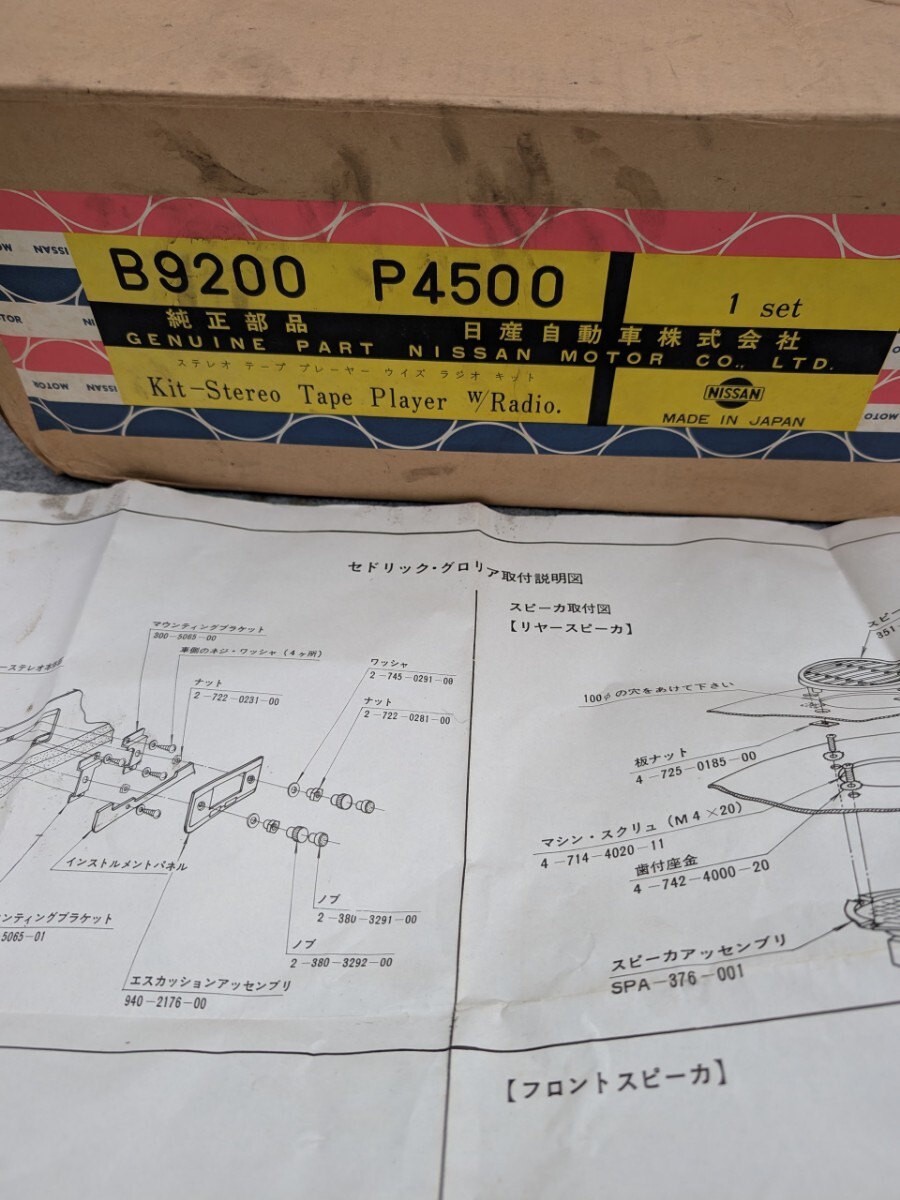 B9200 P4500
1 set
純正部品 日産自動車株式会社
GENUINE PART NISSAN MOTOR CO., LTD.
ステレオ テープ プレーヤー ウイズ ラジオ キット
Kit-Stereo Tape Player W/Radio.
NISSAN
MADE IN JAPAN
NISSAN
MOTOR
セドリック・グロリア取付説明図
マウンティングブラケット
300-5065-00
車側のネジ・ワッシャ(4ヶ所)
ナット
2-722-0231-00
ワッシャ
2-745-0291-00
ナット
2-722-0281-00
インストルメントパネル
ンティングブラケット
5065-01
ノブ
2-380-3291-00
ノブ
2-380-3292-00
エスカッションアッセンブリ
940-2176-00
スピーカ取付図
【リヤースピーカ】
スピー
351-
100φの穴をあけて下さい
板ナット
4-725-0185-00
マシン・スクリュ(M4×20)
4-714-4020-11
歯付座金
4-742-4000-20
スピーカアッセンブリ
SPA-376-001
【フロントスピーカ】